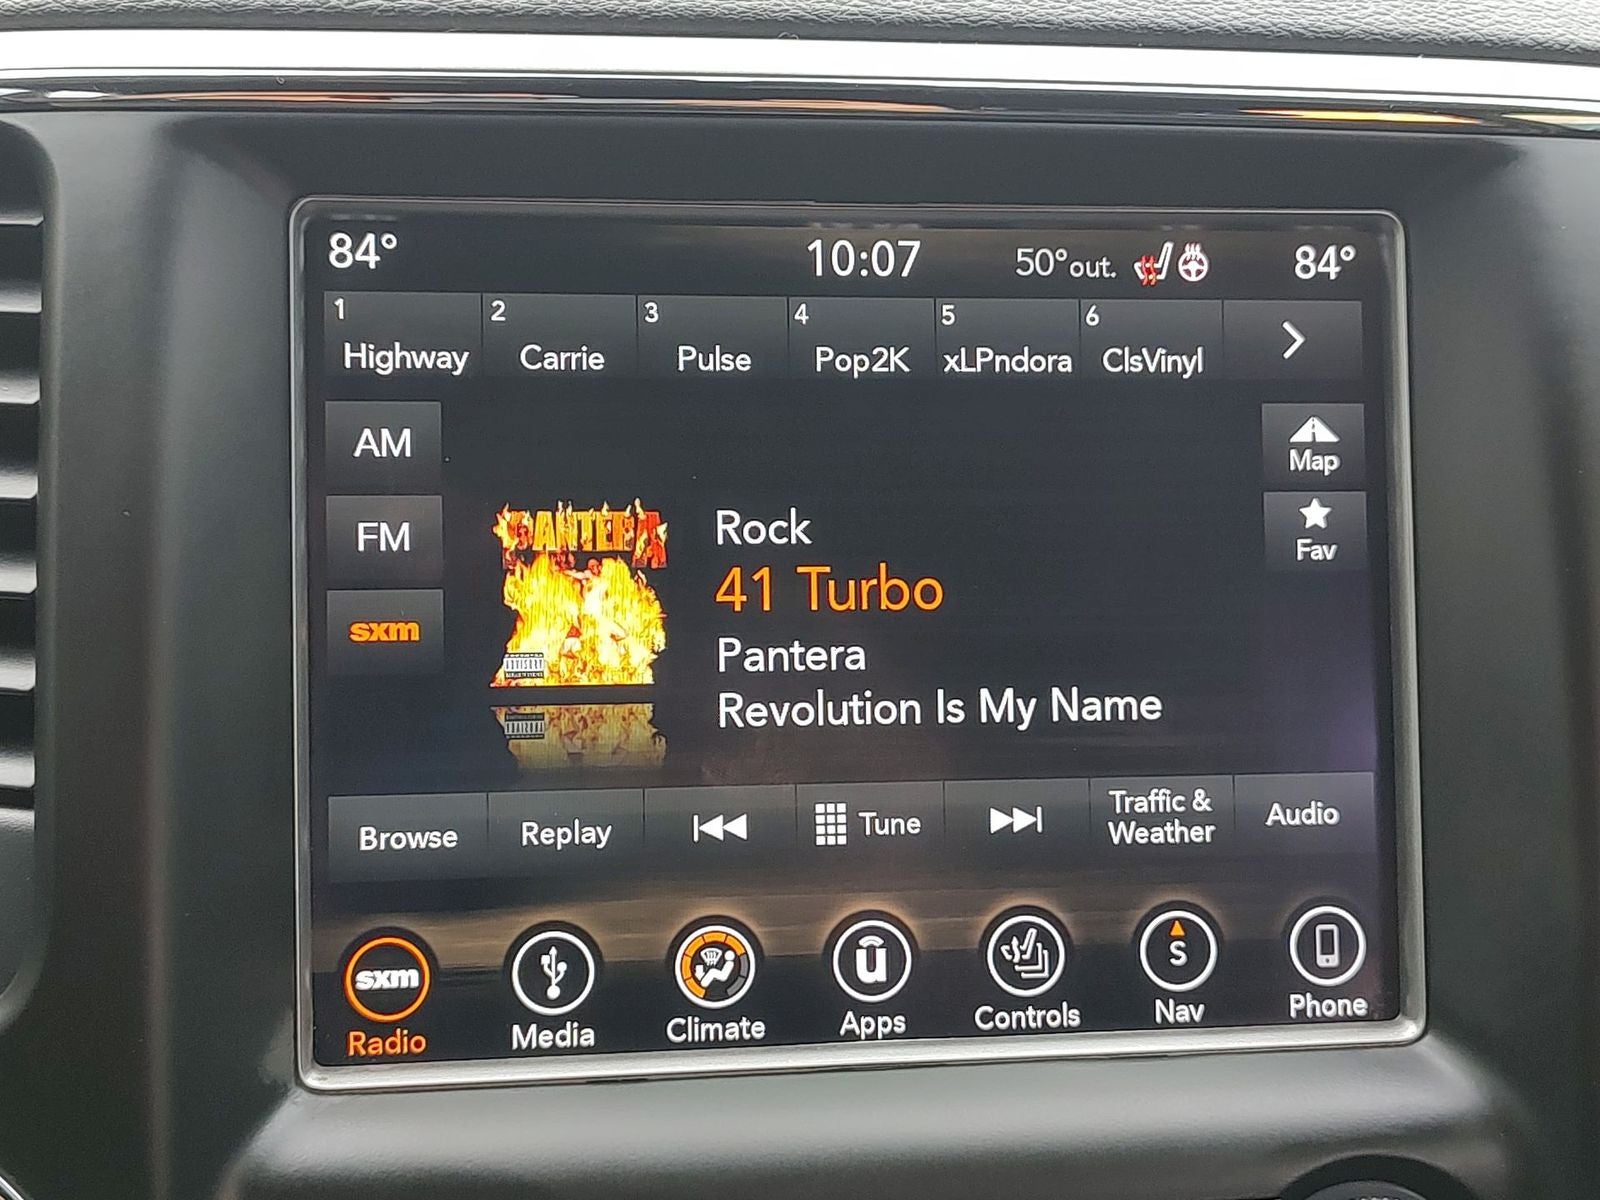 84° 10:07 50° out. 84°
1 2 3 4 5 6
Highway Carrie Pulse Pop2K xLPndora ClsVinyl
AM
Map
FM
Fav
sxm
PANTERA
ADVISORY
Rock
41 Turbo
Pantera
Revolution Is My Name
Browse Replay Tune Traffic & Weather Audio
sxm u S
Radio Media Climate Apps Controls Nav Phone